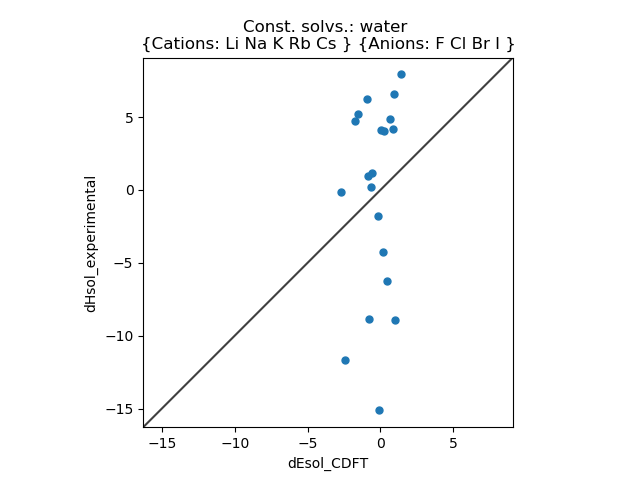 Const. solvs.: water
{Cations: Li Na K Rb Cs } {Anions: F Cl Br I }
5
0
−5
−10
−15
dHsol_experimental
−15
−10
−5
0
5
dEsol_CDFT